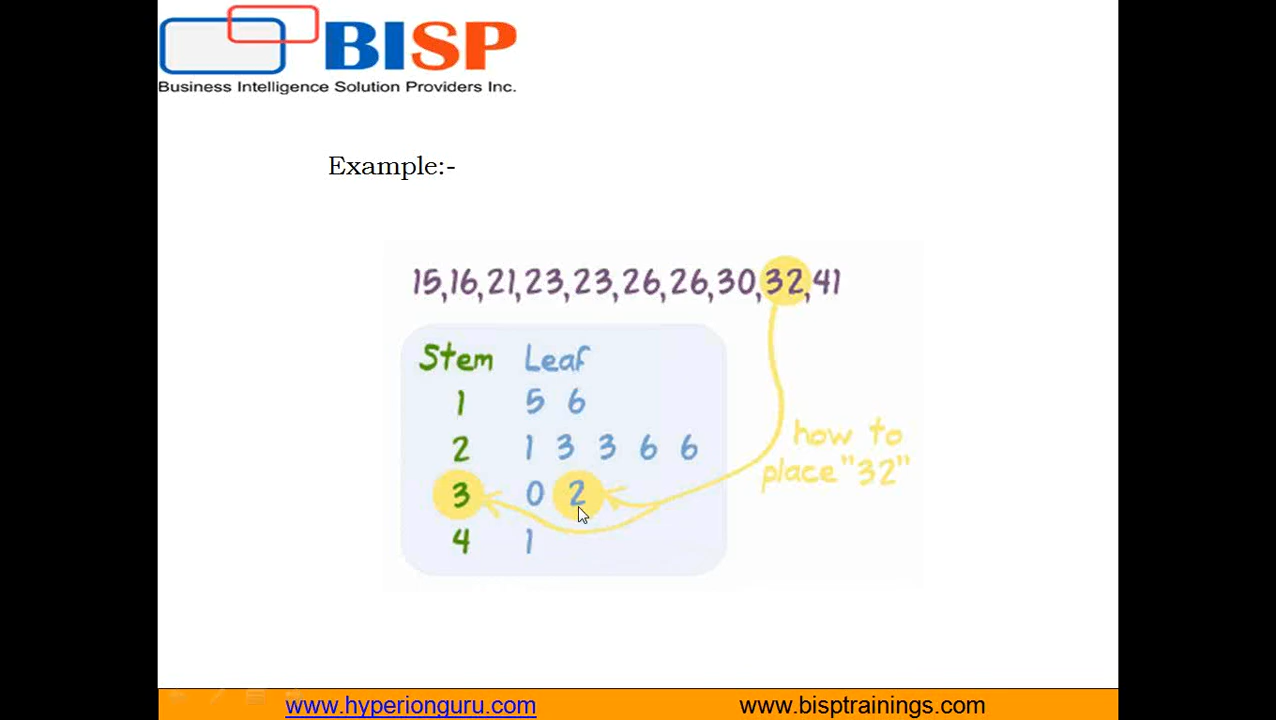 BISP
Business Intelligence Solution Providers Inc.
Example:-
15,16,21,23,23,26,26,30,32,41
Stem Leaf
1 5 6
2 1 3 3 6 6
3 0 2
4 1
how to
place "32"
www.hyperionguru.com www.bisptrainings.com